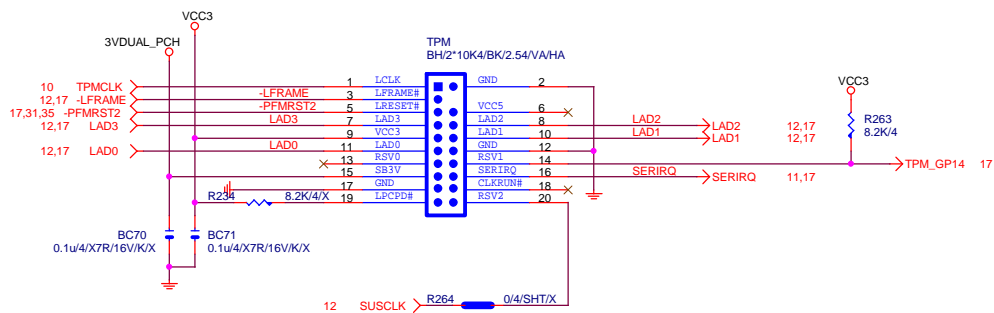 VCC3
3VDUAL_PCH
TPM
BH/2*10K4/BK/2.54/VA/HA
VCC3
10 TPMCLK 1 LCLK GND 2
12,17 -LFRAME -LFRAME 3 LFRAME#
17,31,35 -PFMRST2 -PFMRST2 5 LRESET# VCC5 6
12,17 LAD3 LAD3 7 LAD3 LAD2 8 LAD2 LAD2 12,17
9 VCC3 LAD1 10 LAD1 LAD1 12,17
12,17 LAD0 LAD0 11 LAD0 GND 12
R263
8.2K/4
13 RSV0 RSV1 14 TPM_GP14 17
15 SB3V SERIRQ 16 SERIRQ SERIRQ 11,17
17 GND CLKRUN# 18
R234 8.2K/4/X 19 LPCPD# RSV2 20
BC70
0.1u/4/X7R/16V/K/X
BC71
0.1u/4/X7R/16V/K/X
12 SUSCLK R264 0/4/SHT/X